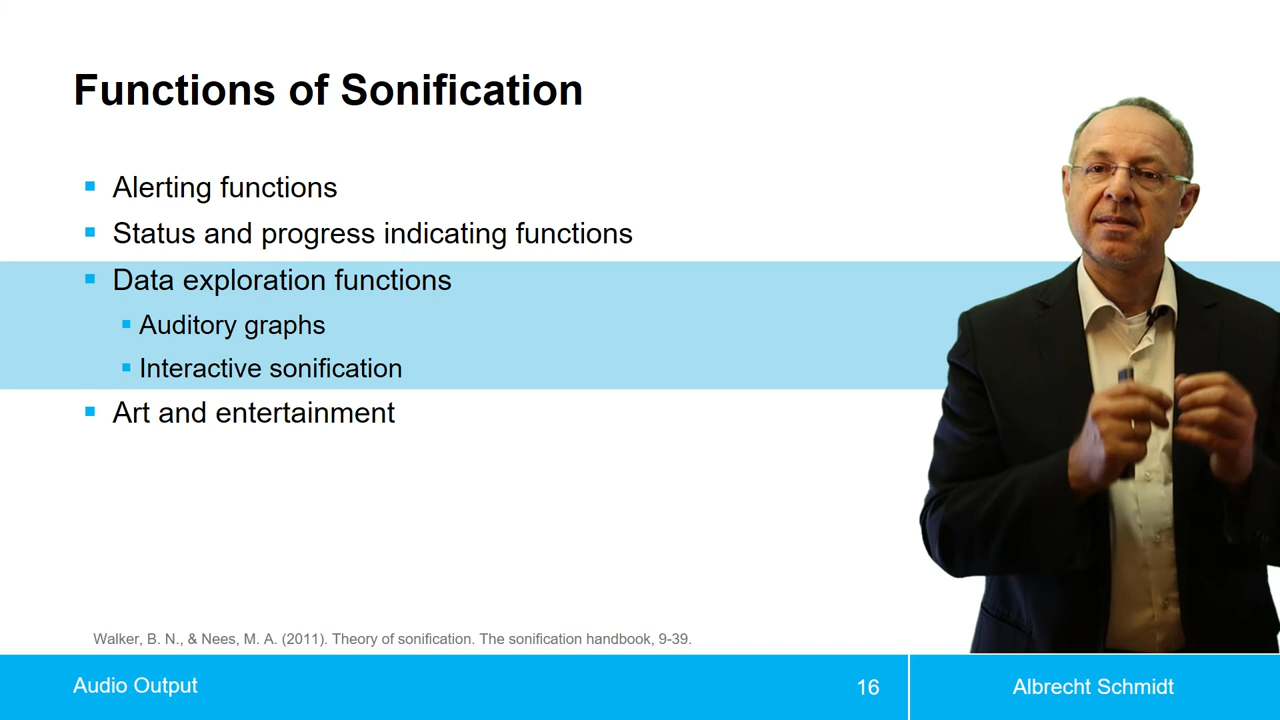 Functions of Sonification
Alerting functions
Status and progress indicating functions
Data exploration functions
Auditory graphs
Interactive sonification
Art and entertainment
Walker, B. N., & Nees, M. A. (2011). Theory of sonification. The sonification handbook, 9-39.
Audio Output
16
Albrecht Schmidt